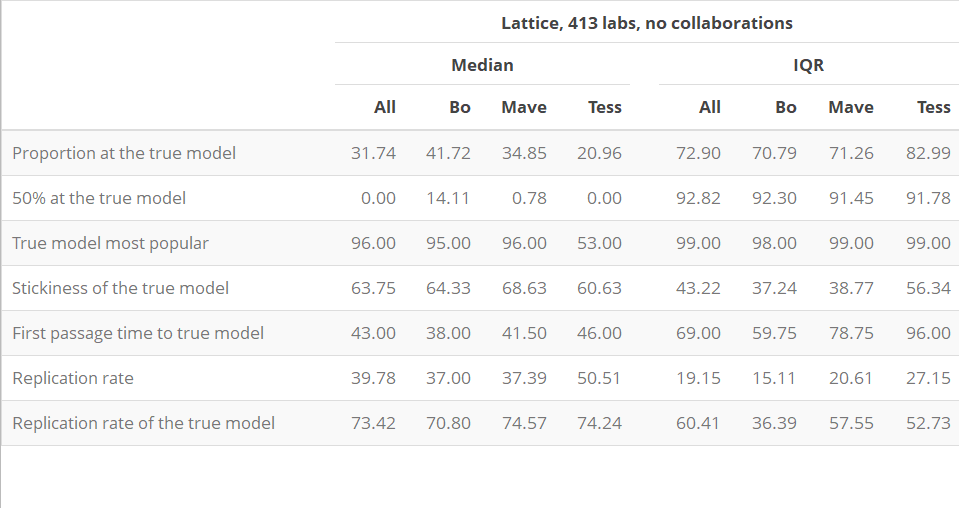 Lattice, 413 labs, no collaborations
Median IQR
All Bo Mave Tess All Bo Mave Tess
Proportion at the true model 31.74 41.72 34.85 20.96 72.90 70.79 71.26 82.99
50% at the true model 0.00 14.11 0.78 0.00 92.82 92.30 91.45 91.78
True model most popular 96.00 95.00 96.00 53.00 99.00 98.00 99.00 99.00
Stickiness of the true model 63.75 64.33 68.63 60.63 43.22 37.24 38.77 56.34
First passage time to true model 43.00 38.00 41.50 46.00 69.00 59.75 78.75 96.00
Replication rate 39.78 37.00 37.39 50.51 19.15 15.11 20.61 27.15
Replication rate of the true model 73.42 70.80 74.57 74.24 60.41 36.39 57.55 52.73